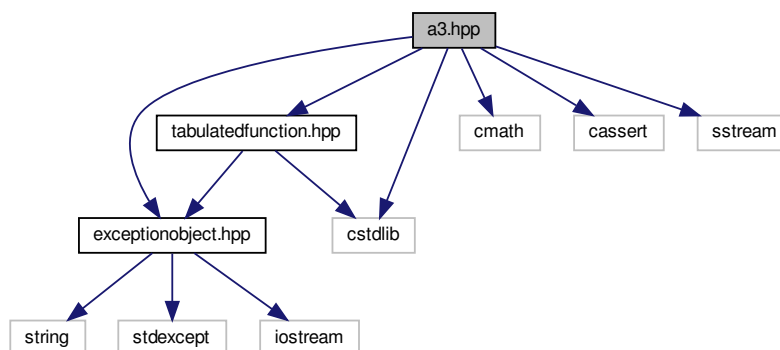 a3.hpp
tabulatedfunction.hpp
cmath
cassert
sstream
exceptionobject.hpp
cstdlib
string
stdexcept
iostream